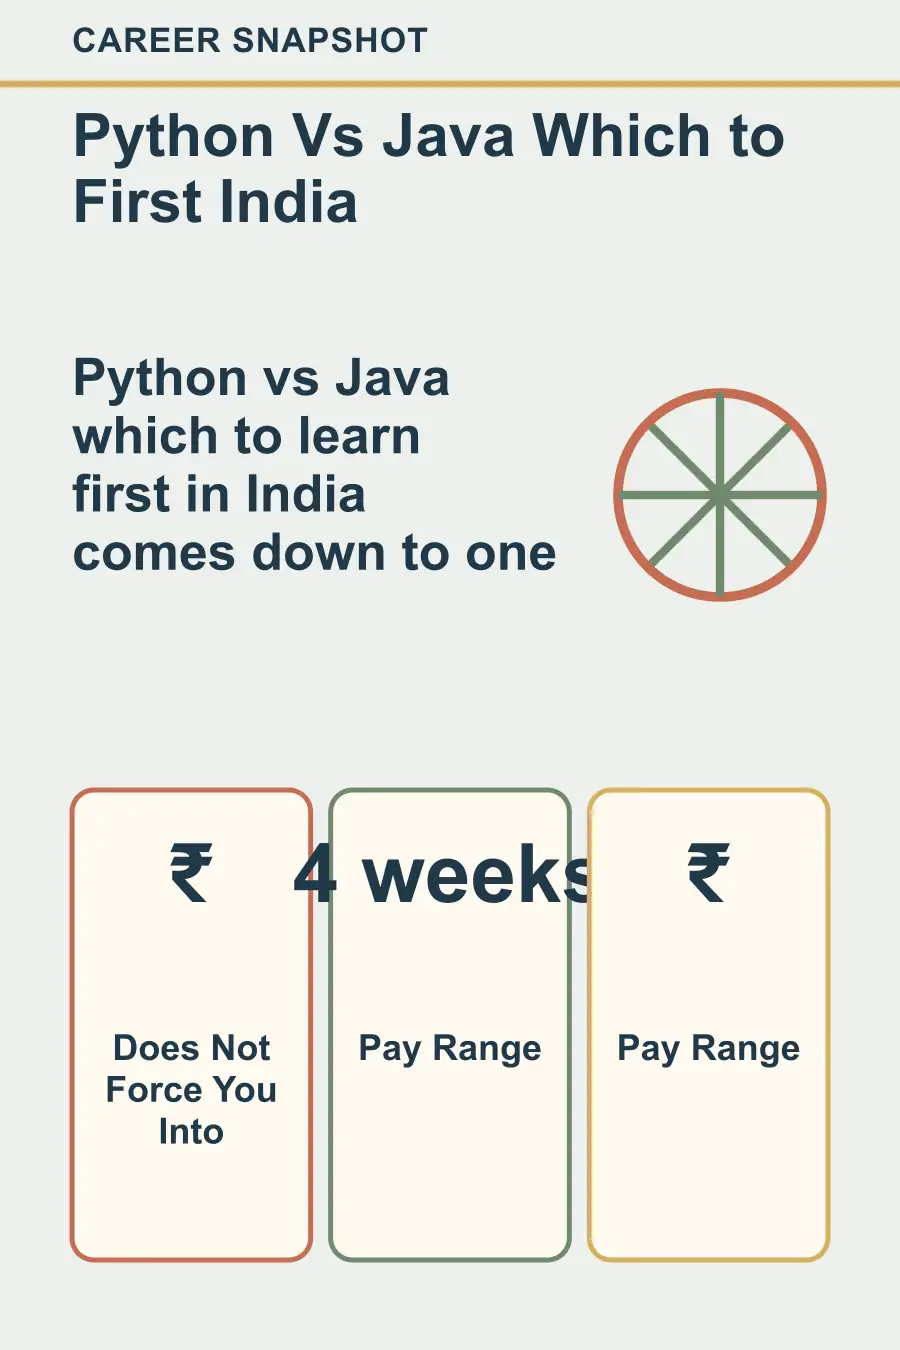 CAREER SNAPSHOT
Python Vs Java Which to
First India
Python vs Java
which to learn
first in India
comes down to one
₹
4 weeks
₹
Does Not
Force You
Into
Pay Range
Pay Range